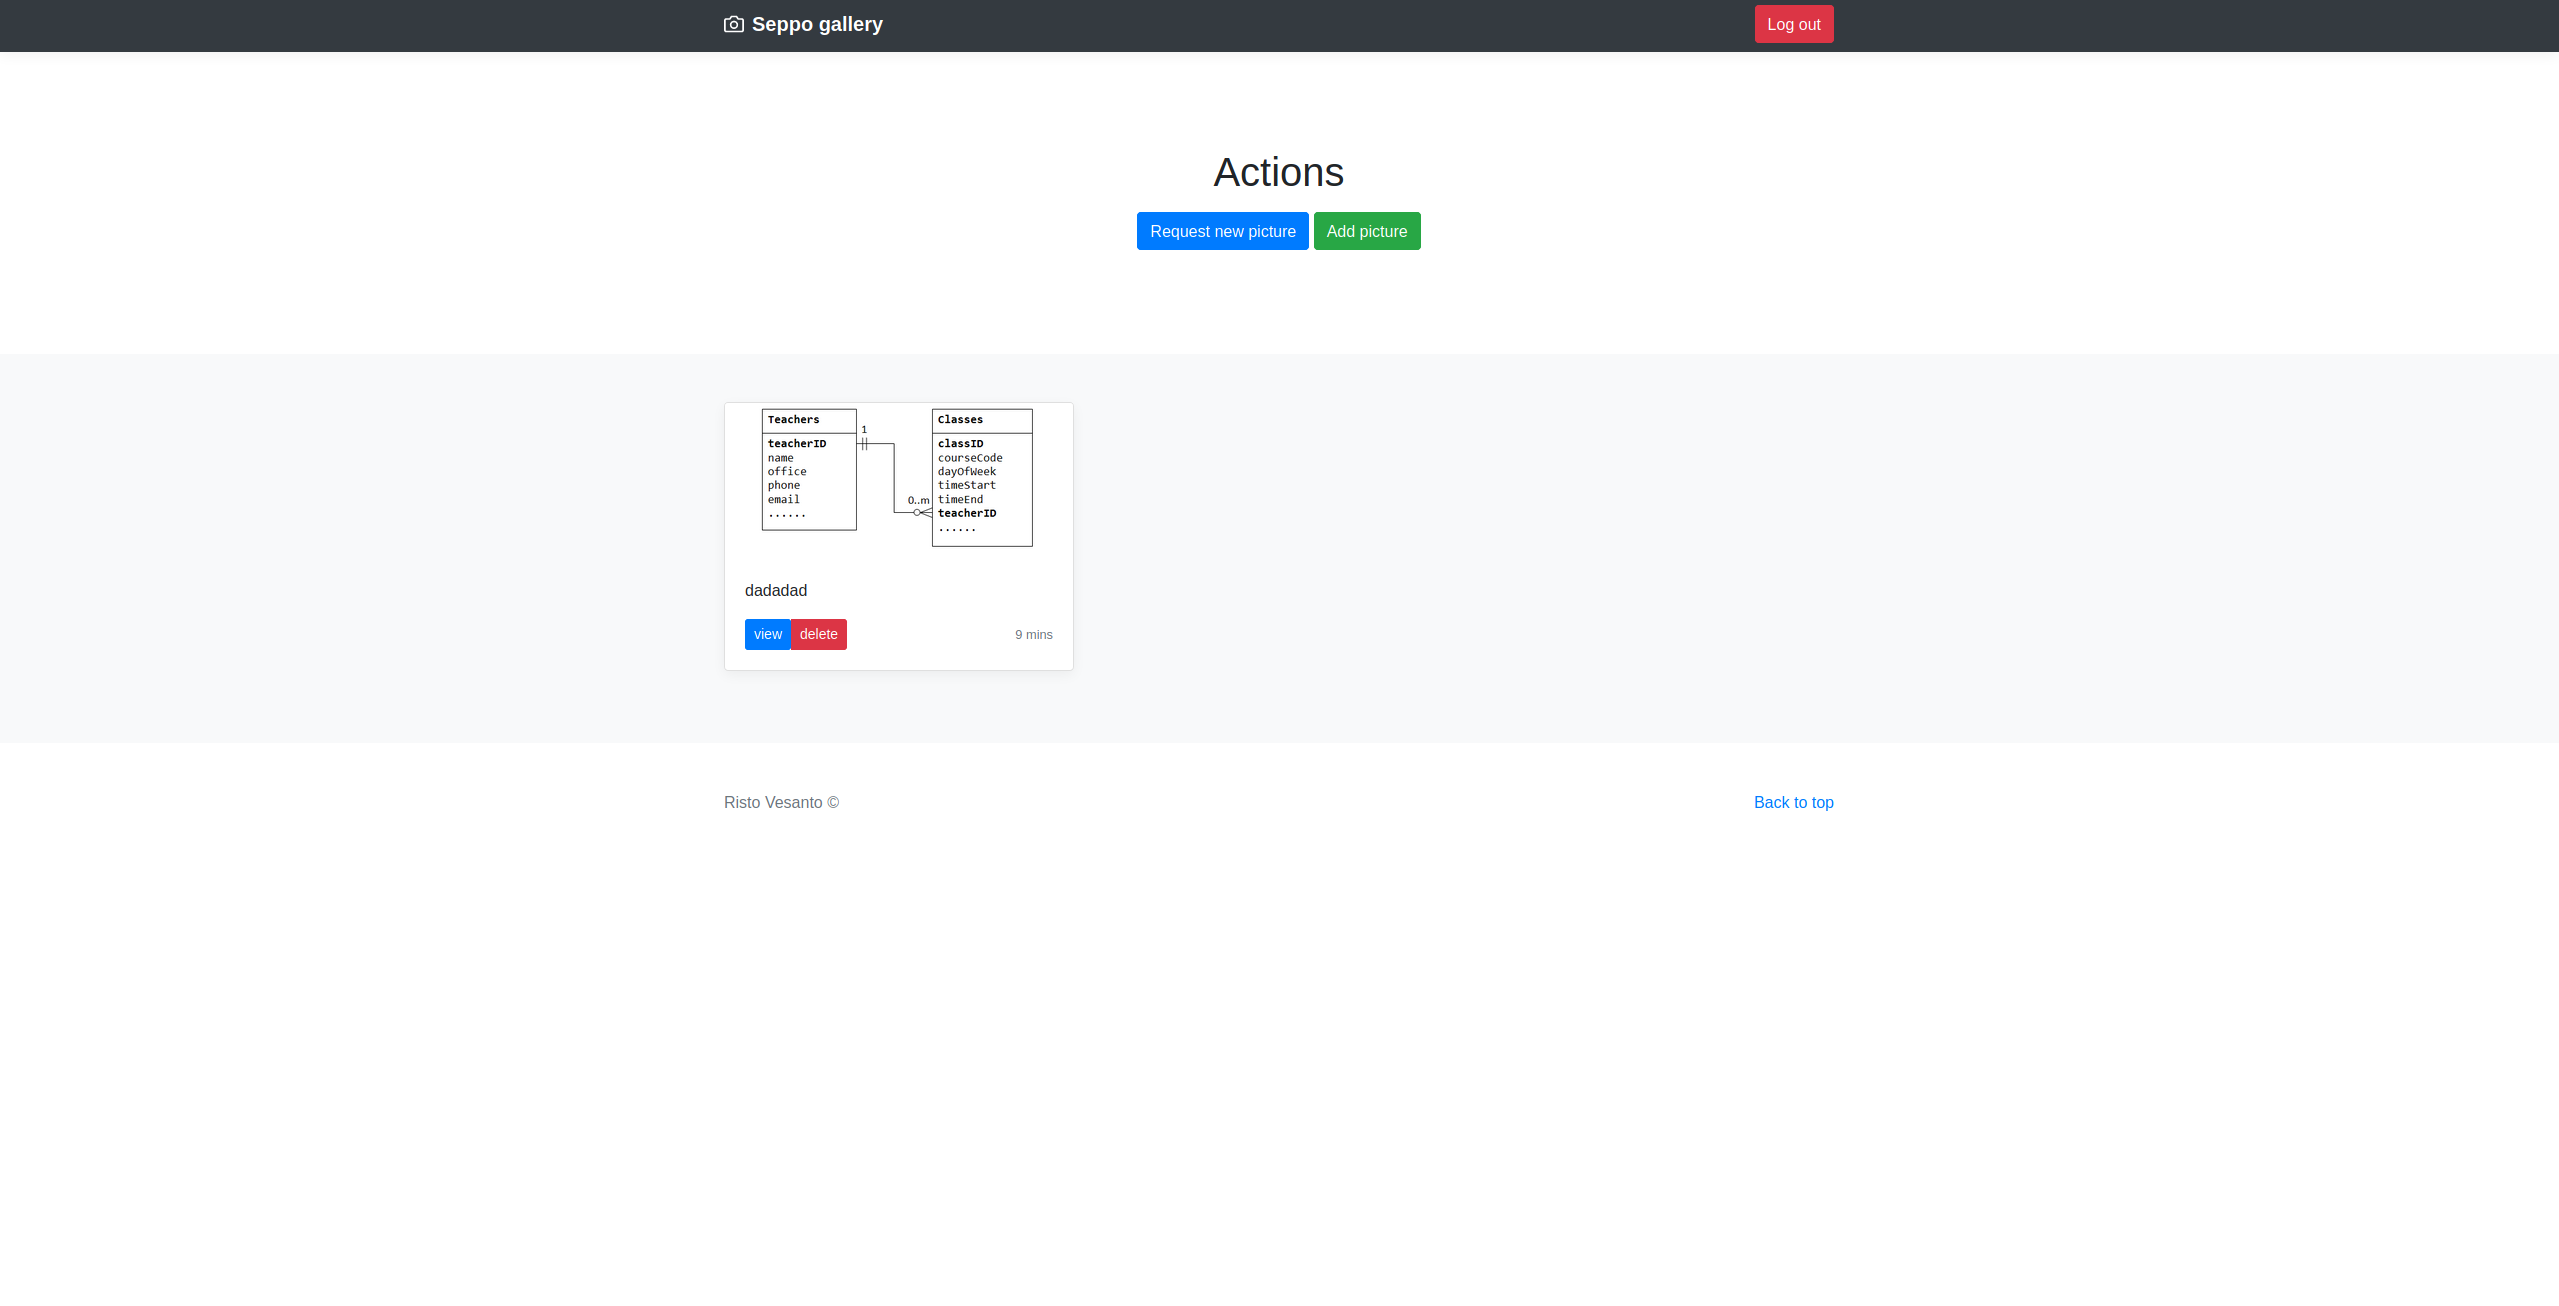 Seppo gallery
Log out
Actions
Request new picture
Add picture
Teachers
teacherID
name
office
phone
email
......
1
0..m
Classes
classID
courseCode
dayOfWeek
timeStart
timeEnd
teacherID
......
dadadad
view
delete
9 mins
Risto Vesanto ©
Back to top